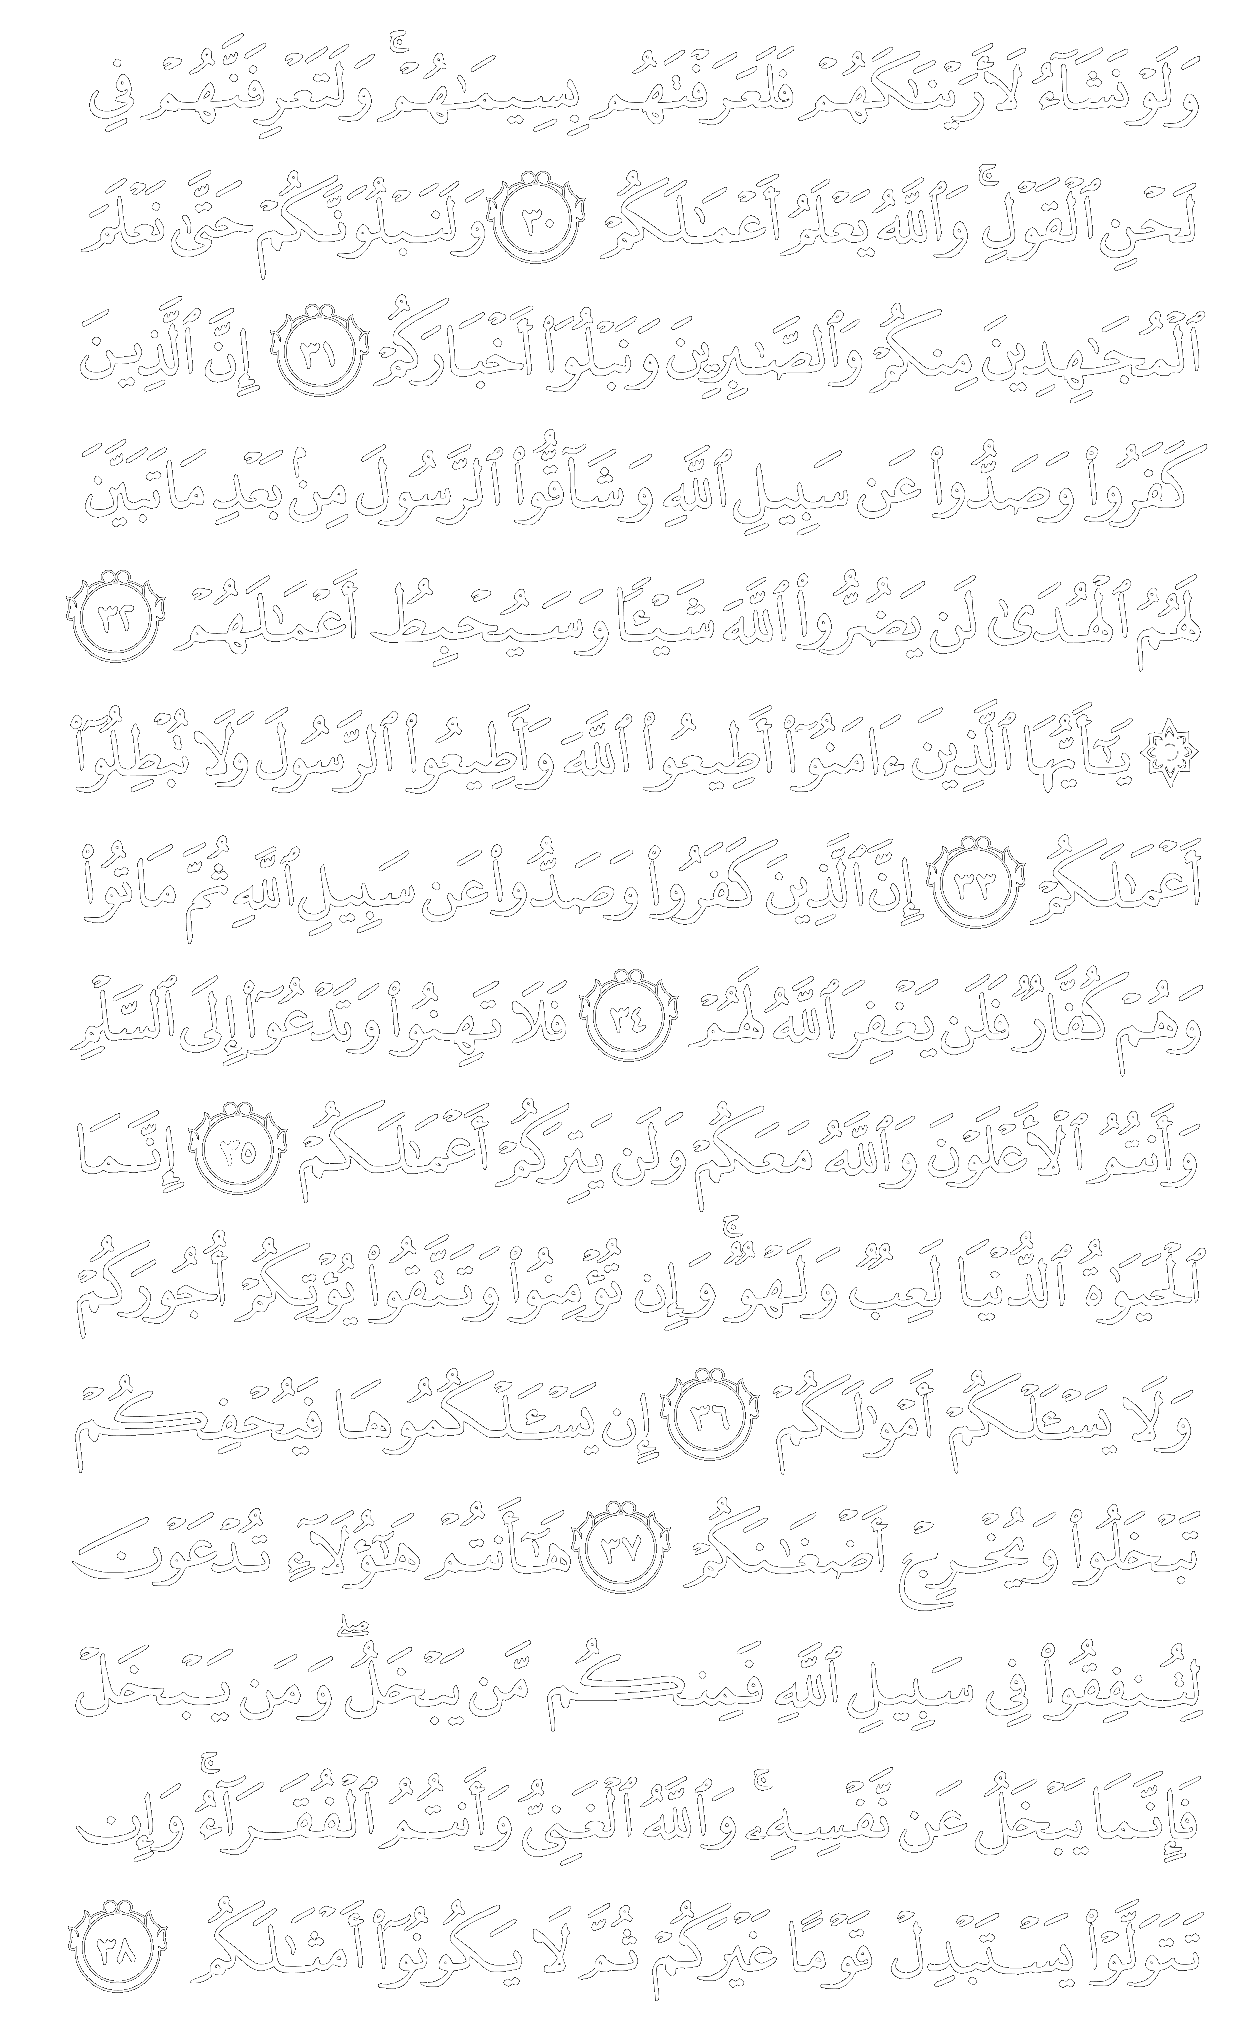 وَلَوْ نَشَآءُ لَأَرَيْنَـٰكَهُمْ فَلَعَرَفْتَهُم بِسِيمَـٰهُمْ ۚ وَلَتَعْرِفَنَّهُمْ فِى
لَحْنِ ٱلْقَوْلِ ۚ وَٱللَّهُ يَعْلَمُ أَعْمَـٰلَكُمْ ٣٠ وَلَنَبْلُوَنَّكُمْ حَتَّىٰ نَعْلَمَ
ٱلْمُجَـٰهِدِينَ مِنكُمْ وَٱلصَّـٰبِرِينَ وَنَبْلُوَا۟ أَخْبَارَكُمْ ٣١ إِنَّ ٱلَّذِينَ
كَفَرُوا۟ وَصَدُّوا۟ عَن سَبِيلِ ٱللَّهِ وَشَآقُّوا۟ ٱلرَّسُولَ مِنۢ بَعْدِ مَا تَبَيَّنَ
لَهُمُ ٱلْهُدَىٰ لَن يَضُرُّوا۟ ٱللَّهَ شَيْـًٔا وَسَيُحْبِطُ أَعْمَـٰلَهُمْ ٣٢
۞ يَـٰٓأَيُّهَا ٱلَّذِينَ ءَامَنُوٓا۟ أَطِيعُوا۟ ٱللَّهَ وَأَطِيعُوا۟ ٱلرَّسُولَ وَلَا تُبْطِلُوٓا۟
أَعْمَـٰلَكُمْ ٣٣ إِنَّ ٱلَّذِينَ كَفَرُوا۟ وَصَدُّوا۟ عَن سَبِيلِ ٱللَّهِ ثُمَّ مَاتُوا۟
وَهُمْ كُفَّارٌ فَلَن يَغْفِرَ ٱللَّهُ لَهُمْ ٣٤ فَلَا تَهِنُوا۟ وَتَدْعُوٓا۟ إِلَى ٱلسَّلْمِ
وَأَنتُمُ ٱلْأَعْلَوْنَ وَٱللَّهُ مَعَكُمْ وَلَن يَتِرَكُمْ أَعْمَـٰلَكُمْ ٣٥ إِنَّمَا
ٱلْحَيَوٰةُ ٱلدُّنْيَا لَعِبٌ وَلَهْوٌ ۚ وَإِن تُؤْمِنُوا۟ وَتَتَّقُوا۟ يُؤْتِكُمْ أُجُورَكُمْ
وَلَا يَسْـَٔلْكُمْ أَمْوَٰلَكُمْ ٣٦ إِن يَسْـَٔلْكُمُوهَا فَيُحْفِكُمْ
تَبْخَلُوا۟ وَيُخْرِجْ أَضْغَـٰنَكُمْ ٣٧ هَـٰٓأَنتُمْ هَـٰٓؤُلَآءِ تُدْعَوْنَ
لِتُنفِقُوا۟ فِى سَبِيلِ ٱللَّهِ فَمِنكُم مَّن يَبْخَلُ ۖ وَمَن يَبْخَلْ
فَإِنَّمَا يَبْخَلُ عَن نَّفْسِهِۦ ۚ وَٱللَّهُ ٱلْغَنِىُّ وَأَنتُمُ ٱلْفُقَرَآءُ ۚ وَإِن
تَتَوَلَّوْا۟ يَسْتَبْدِلْ قَوْمًا غَيْرَكُمْ ثُمَّ لَا يَكُونُوٓا۟ أَمْثَـٰلَكُم ٣٨